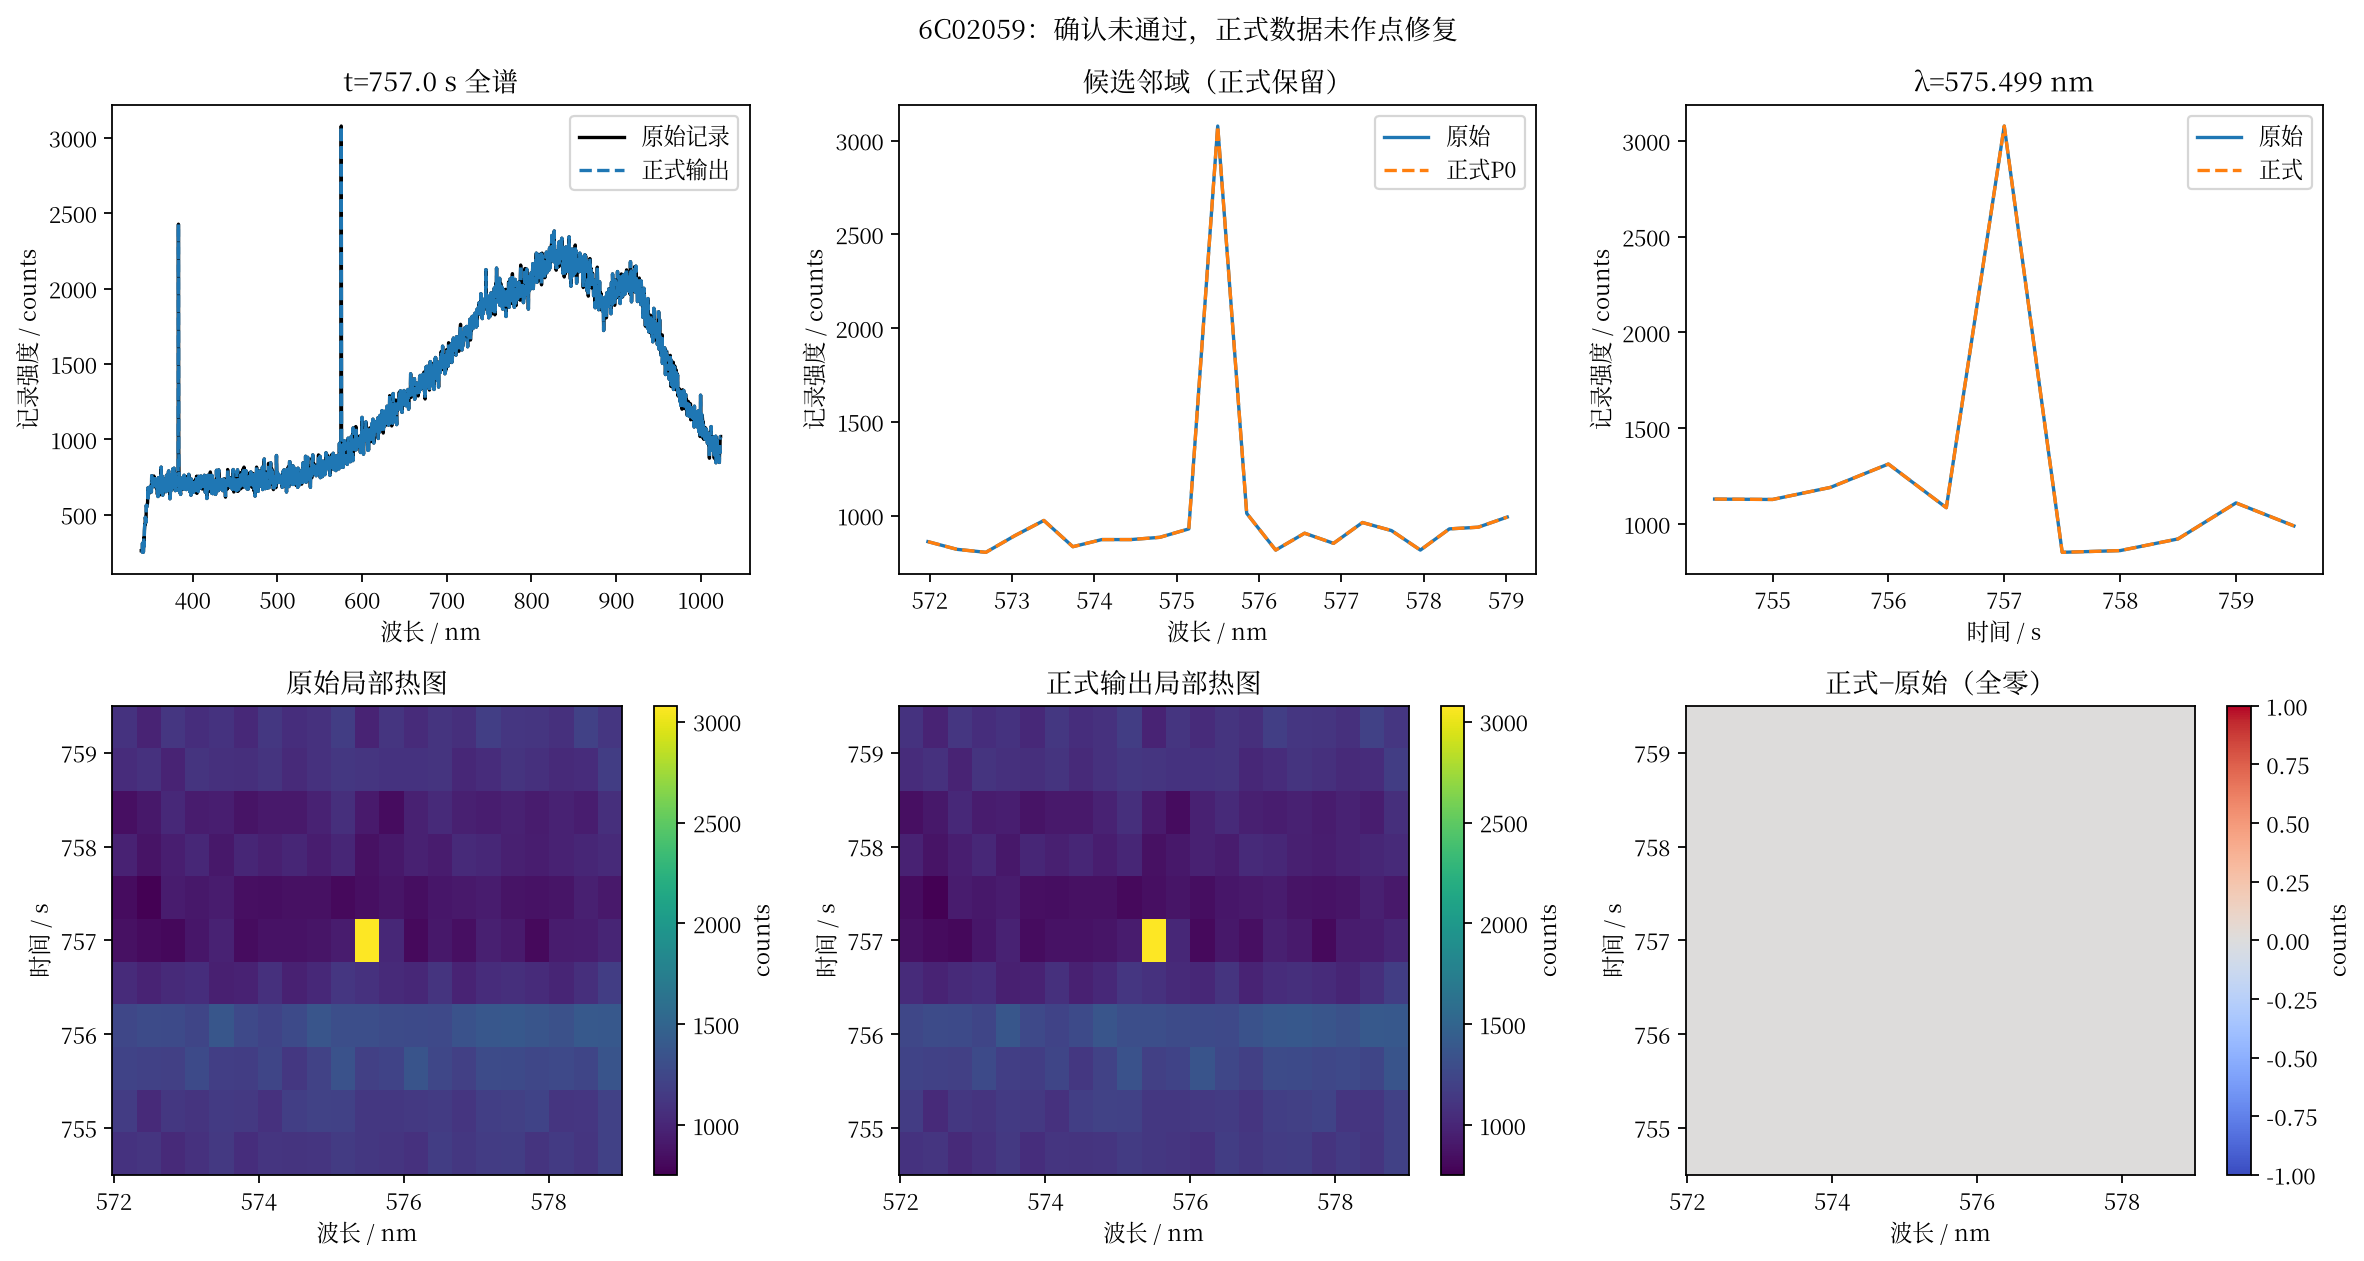 6C02059：确认未通过，正式数据未作点修复
t=757.0 s 全谱
记录强度 / counts
3000
2500
2000
1500
1000
500
原始记录
正式输出
400 500 600 700 800 900 1000
波长 / nm
候选邻域（正式保留）
记录强度 / counts
3000
2500
2000
1500
1000
原始
正式P0
572 573 574 575 576 577 578 579
波长 / nm
λ=575.499 nm
记录强度 / counts
3000
2500
2000
1500
1000
原始
正式
755 756 757 758 759
时间 / s
原始局部热图
时间 / s
759
758
757
756
755
572 574 576 578
波长 / nm
3000
2500
2000
1500
1000
counts
正式输出局部热图
时间 / s
759
758
757
756
755
572 574 576 578
波长 / nm
3000
2500
2000
1500
1000
counts
正式−原始（全零）
时间 / s
759
758
757
756
755
572 574 576 578
波长 / nm
1.00
0.75
0.50
0.25
0.00
-0.25
-0.50
-0.75
-1.00
counts